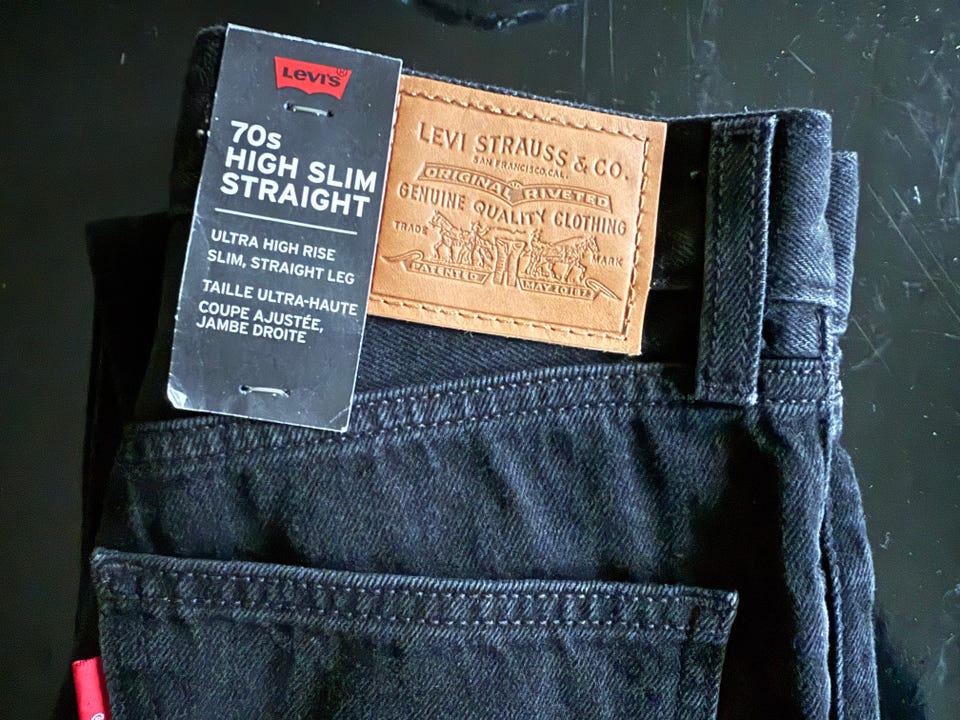 Levi's®
70s
HIGH SLIM
STRAIGHT
ULTRA HIGH RISE
SLIM, STRAIGHT LEG
TAILLE ULTRA-HAUTE
COUPE AJUSTÉE,
JAMBE DROITE
LEVI STRAUSS & CO.
SAN FRANCISCO, CAL.
ORIGINAL RIVETED
GENUINE QUALITY CLOTHING
TRADE MARK
PATENTED MAY 20 1873
®